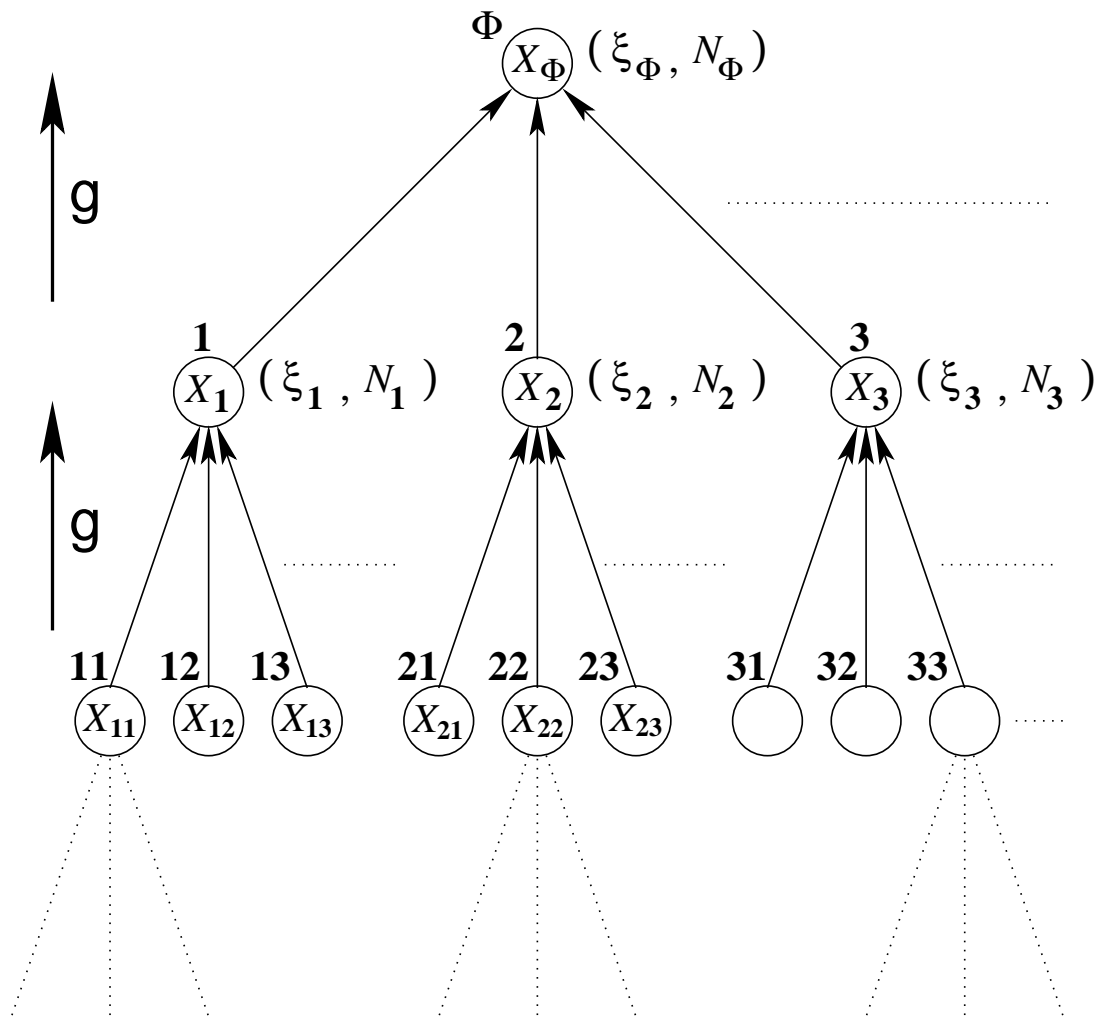 Φ
X_Φ (ξ_Φ , N_Φ)
g
1 2 3
X_1 (ξ_1 , N_1) X_2 (ξ_2 , N_2) X_3 (ξ_3 , N_3)
g
11 12 13 21 22 23 31 32 33
X_11 X_12 X_13 X_21 X_22 X_23